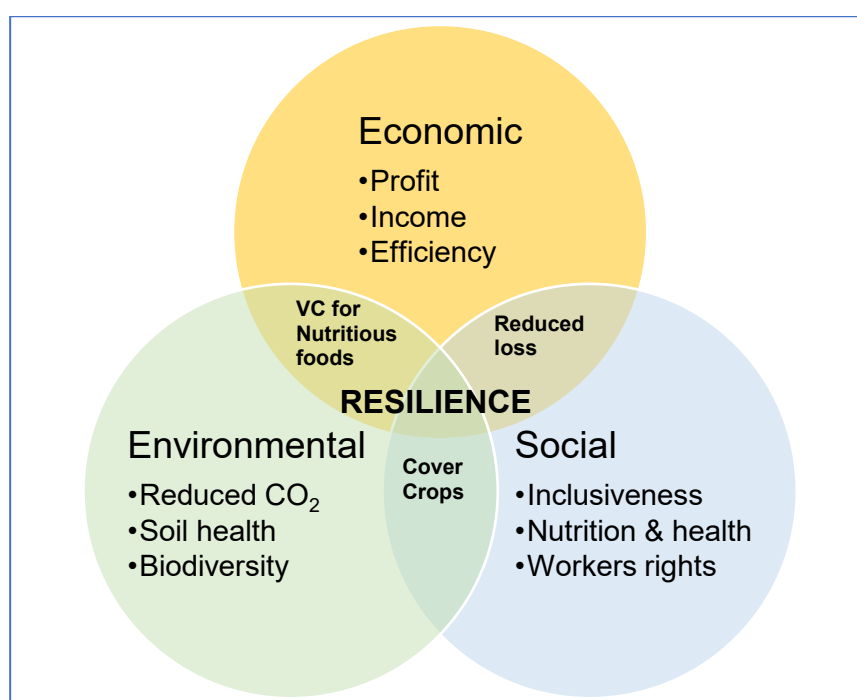 Economic
•Profit
•Income
•Efficiency
VC for
Nutritious
foods
Reduced
loss
RESILIENCE
Environmental
•Reduced CO₂
•Soil health
•Biodiversity
Cover
Crops
Social
•Inclusiveness
•Nutrition & health
•Workers rights